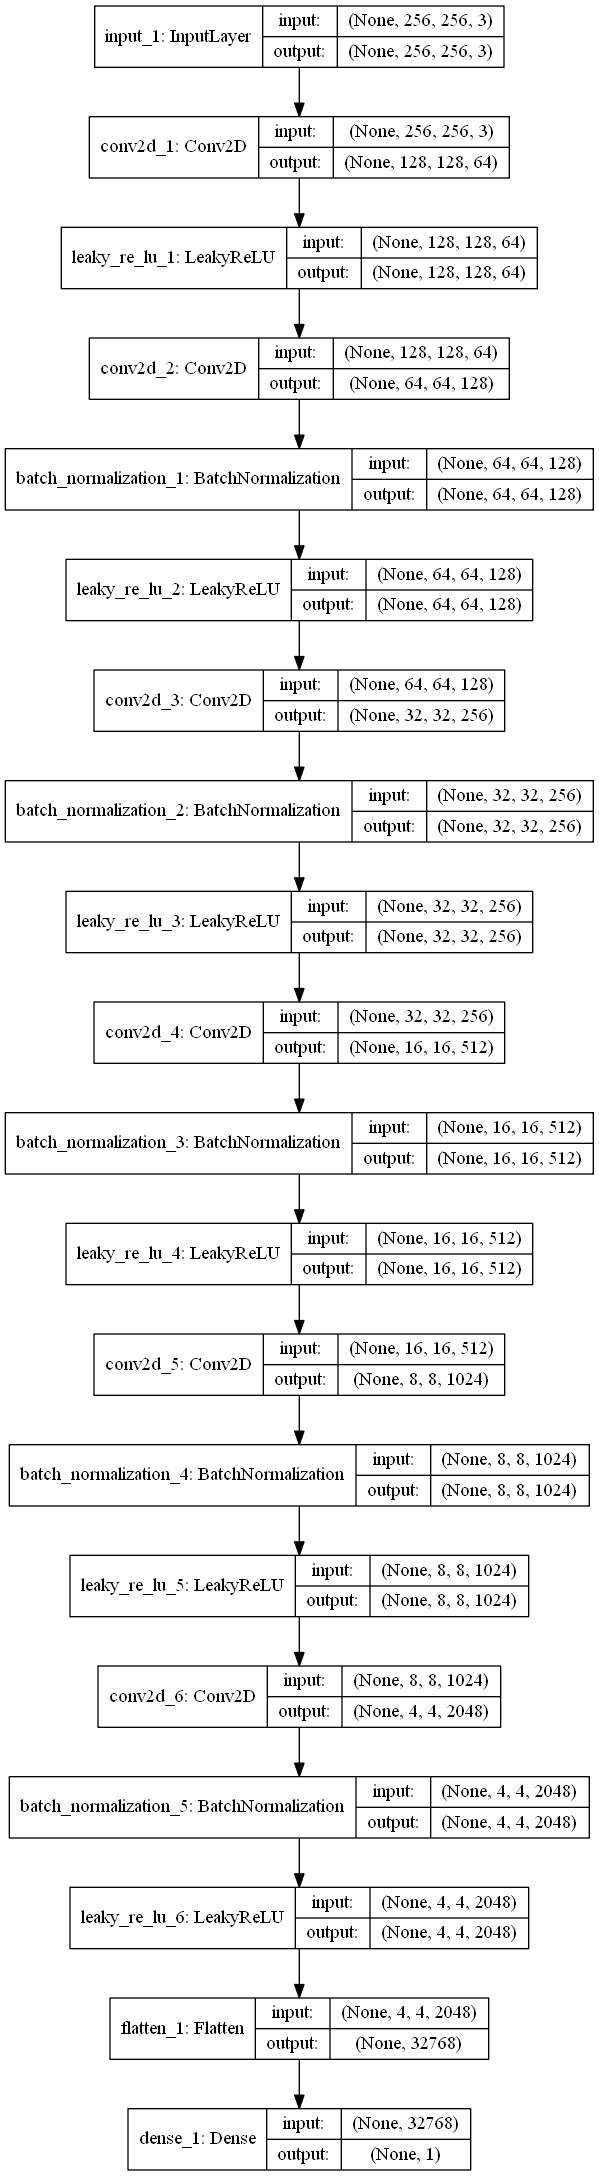 input_1: InputLayer
input: (None, 256, 256, 3)
output: (None, 256, 256, 3)
conv2d_1: Conv2D
input: (None, 256, 256, 3)
output: (None, 128, 128, 64)
leaky_re_lu_1: LeakyReLU
input: (None, 128, 128, 64)
output: (None, 128, 128, 64)
conv2d_2: Conv2D
input: (None, 128, 128, 64)
output: (None, 64, 64, 128)
batch_normalization_1: BatchNormalization
input: (None, 64, 64, 128)
output: (None, 64, 64, 128)
leaky_re_lu_2: LeakyReLU
input: (None, 64, 64, 128)
output: (None, 64, 64, 128)
conv2d_3: Conv2D
input: (None, 64, 64, 128)
output: (None, 32, 32, 256)
batch_normalization_2: BatchNormalization
input: (None, 32, 32, 256)
output: (None, 32, 32, 256)
leaky_re_lu_3: LeakyReLU
input: (None, 32, 32, 256)
output: (None, 32, 32, 256)
conv2d_4: Conv2D
input: (None, 32, 32, 256)
output: (None, 16, 16, 512)
batch_normalization_3: BatchNormalization
input: (None, 16, 16, 512)
output: (None, 16, 16, 512)
leaky_re_lu_4: LeakyReLU
input: (None, 16, 16, 512)
output: (None, 16, 16, 512)
conv2d_5: Conv2D
input: (None, 16, 16, 512)
output: (None, 8, 8, 1024)
batch_normalization_4: BatchNormalization
input: (None, 8, 8, 1024)
output: (None, 8, 8, 1024)
leaky_re_lu_5: LeakyReLU
input: (None, 8, 8, 1024)
output: (None, 8, 8, 1024)
conv2d_6: Conv2D
input: (None, 8, 8, 1024)
output: (None, 4, 4, 2048)
batch_normalization_5: BatchNormalization
input: (None, 4, 4, 2048)
output: (None, 4, 4, 2048)
leaky_re_lu_6: LeakyReLU
input: (None, 4, 4, 2048)
output: (None, 4, 4, 2048)
flatten_1: Flatten
input: (None, 4, 4, 2048)
output: (None, 32768)
dense_1: Dense
input: (None, 32768)
output: (None, 1)